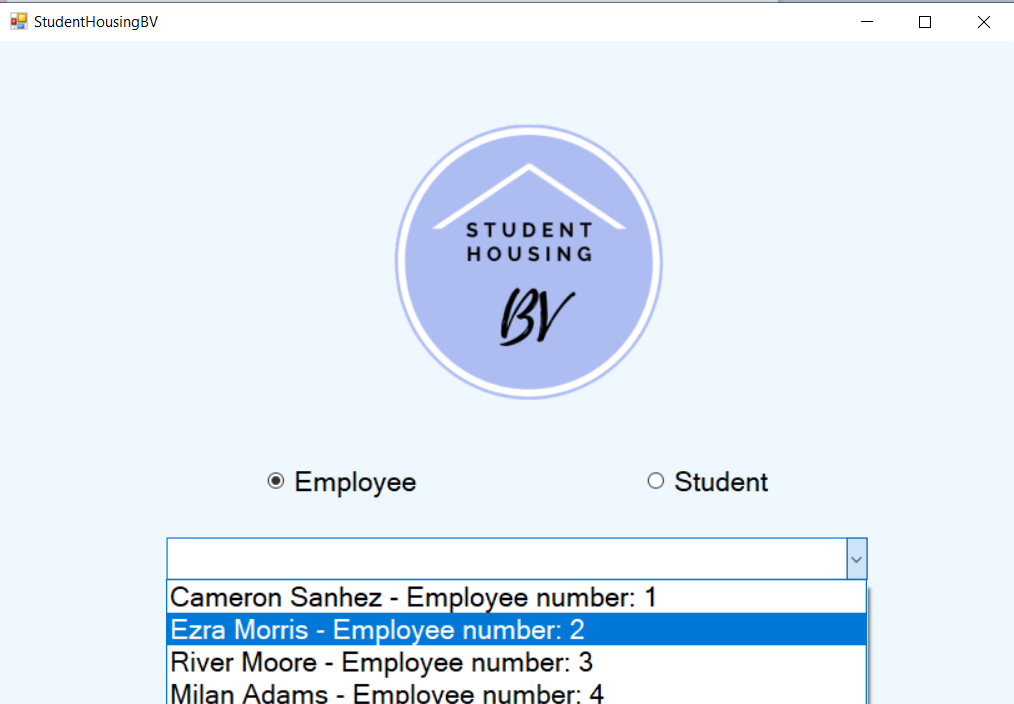 StudentHousingBV
STUDENT
HOUSING
BV
Employee
Student
Cameron Sanhez - Employee number: 1
Ezra Morris - Employee number: 2
River Moore - Employee number: 3
Milan Adams - Employee number: 4